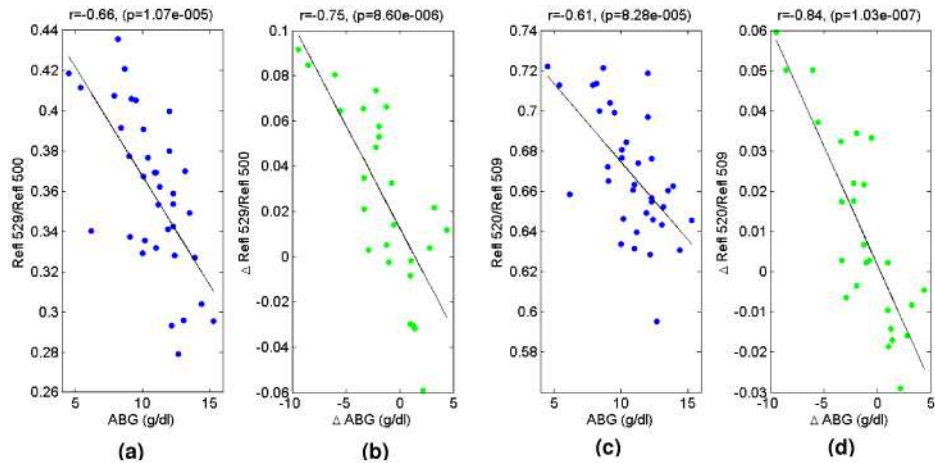 r=-0.66, (p=1.07e-005)
0.44
0.42
0.4
0.38
0.36
0.34
0.32
0.3
0.28
0.26
Refl 529/Refl 500
5 10 15
ABG (g/dl)
(a)
r=-0.75, (p=8.60e-006)
0.1
0.08
0.06
0.04
0.02
0
-0.02
-0.04
-0.06
Δ Refl 529/Refl 500
-10 -5 0 5
Δ ABG (g/dl)
(b)
r=-0.61, (p=8.28e-005)
0.72
0.7
0.68
0.66
0.64
0.62
0.6
0.58
Refl 520/Refl 509
5 10 15
ABG (g/dl)
(c)
r=-0.84, (p=1.03e-007)
0.06
0.05
0.04
0.03
0.02
0.01
0
-0.01
-0.02
-0.03
Δ Refl 520/Refl 509
-10 -5 0 5
Δ ABG (g/dl)
(d)